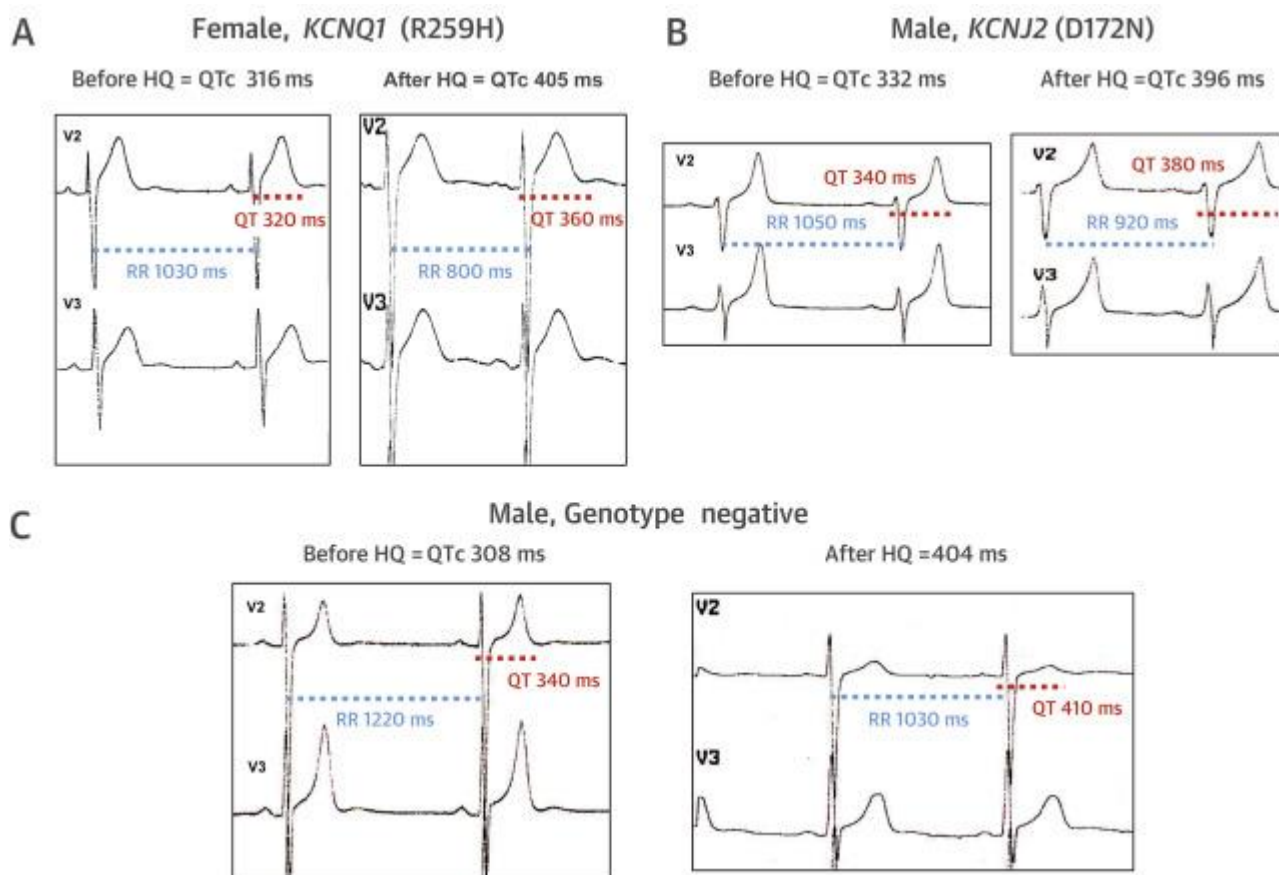 A
Female, KCNQ1 (R259H)
Before HQ = QTc 316 ms
After HQ = QTc 405 ms
V2
QT 320 ms
RR 1030 ms
V3
V2
QT 360 ms
RR 800 ms
V3
B
Male, KCNJ2 (D172N)
Before HQ = QTc 332 ms
After HQ =QTc 396 ms
V2
QT 340 ms
RR 1050 ms
V3
V2
QT 380 ms
RR 920 ms
V3
C
Male, Genotype negative
Before HQ = QTc 308 ms
After HQ =404 ms
V2
QT 340 ms
RR 1220 ms
V3
V2
RR 1030 ms
QT 410 ms
V3